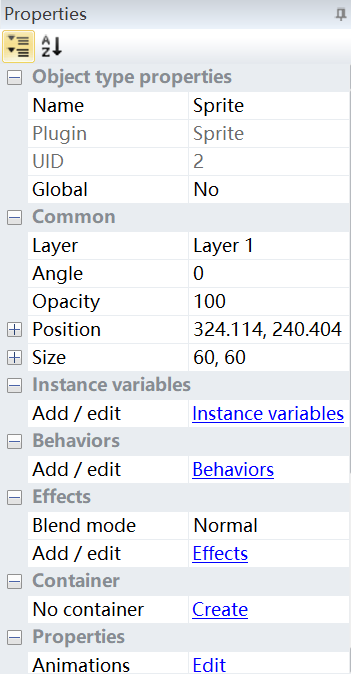 Properties
A
Z
Object type properties
Name Sprite
Plugin Sprite
UID 2
Global No
Common
Layer Layer 1
Angle 0
Opacity 100
Position 324.114, 240.404
Size 60, 60
Instance variables
Add / edit Instance variables
Behaviors
Add / edit Behaviors
Effects
Blend mode Normal
Add / edit Effects
Container
No container Create
Properties
Animations Edit